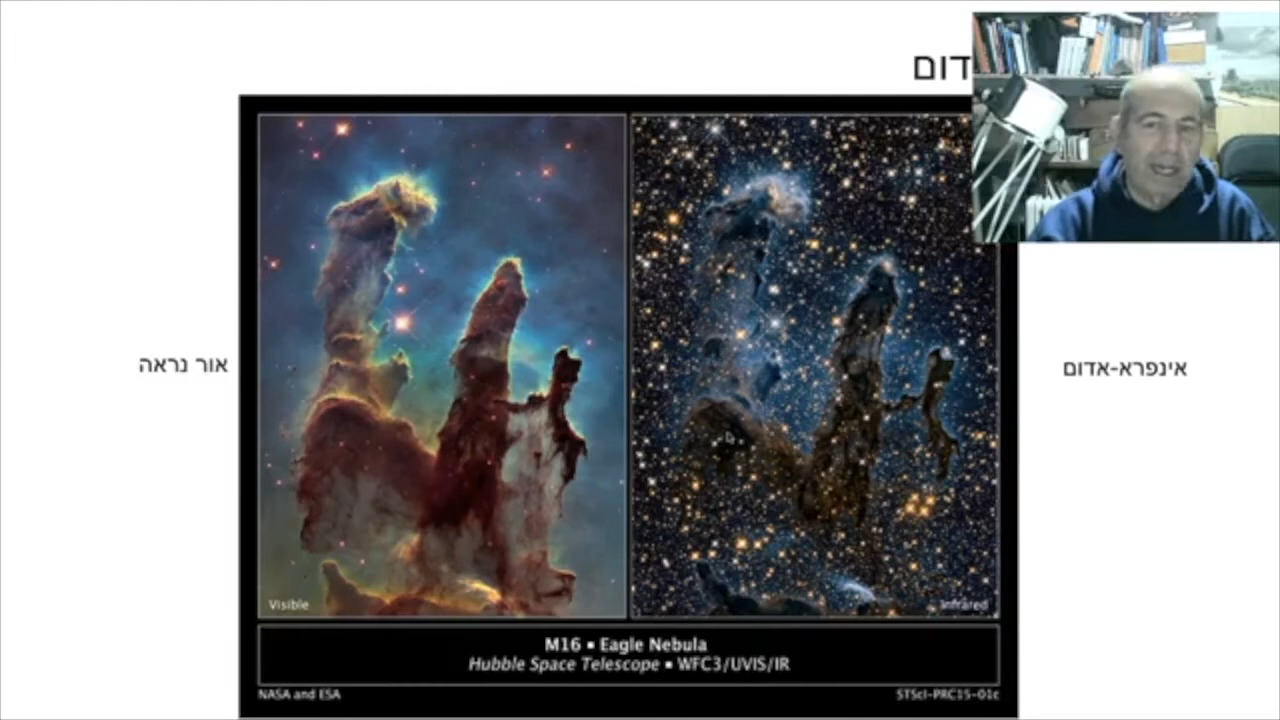 דום
אור נראה
אינפרא-אדום
Visible
Infrared
M16 ▪ Eagle Nebula
Hubble Space Telescope ▪ WFC3/UVIS/IR
NASA and ESA
STScI-PRC15-01c